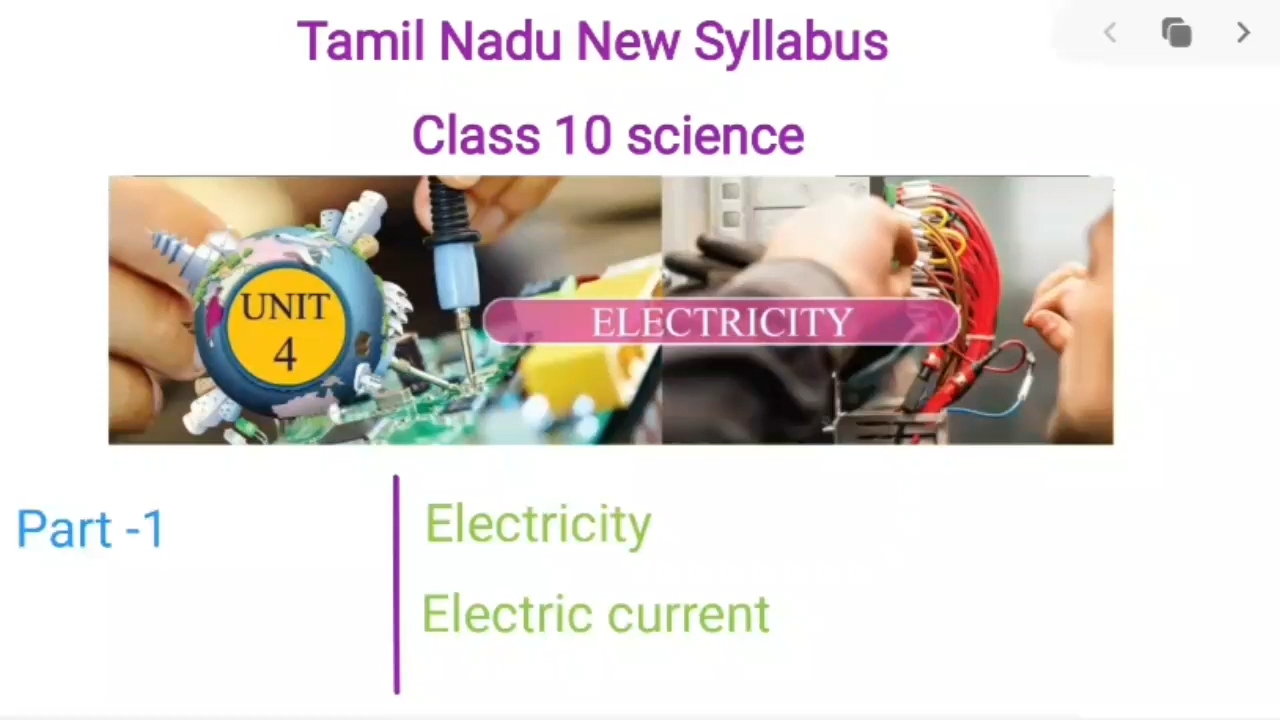 Tamil Nadu New Syllabus
Class 10 science
UNIT
4
ELECTRICITY
Part -1
Electricity
Electric current